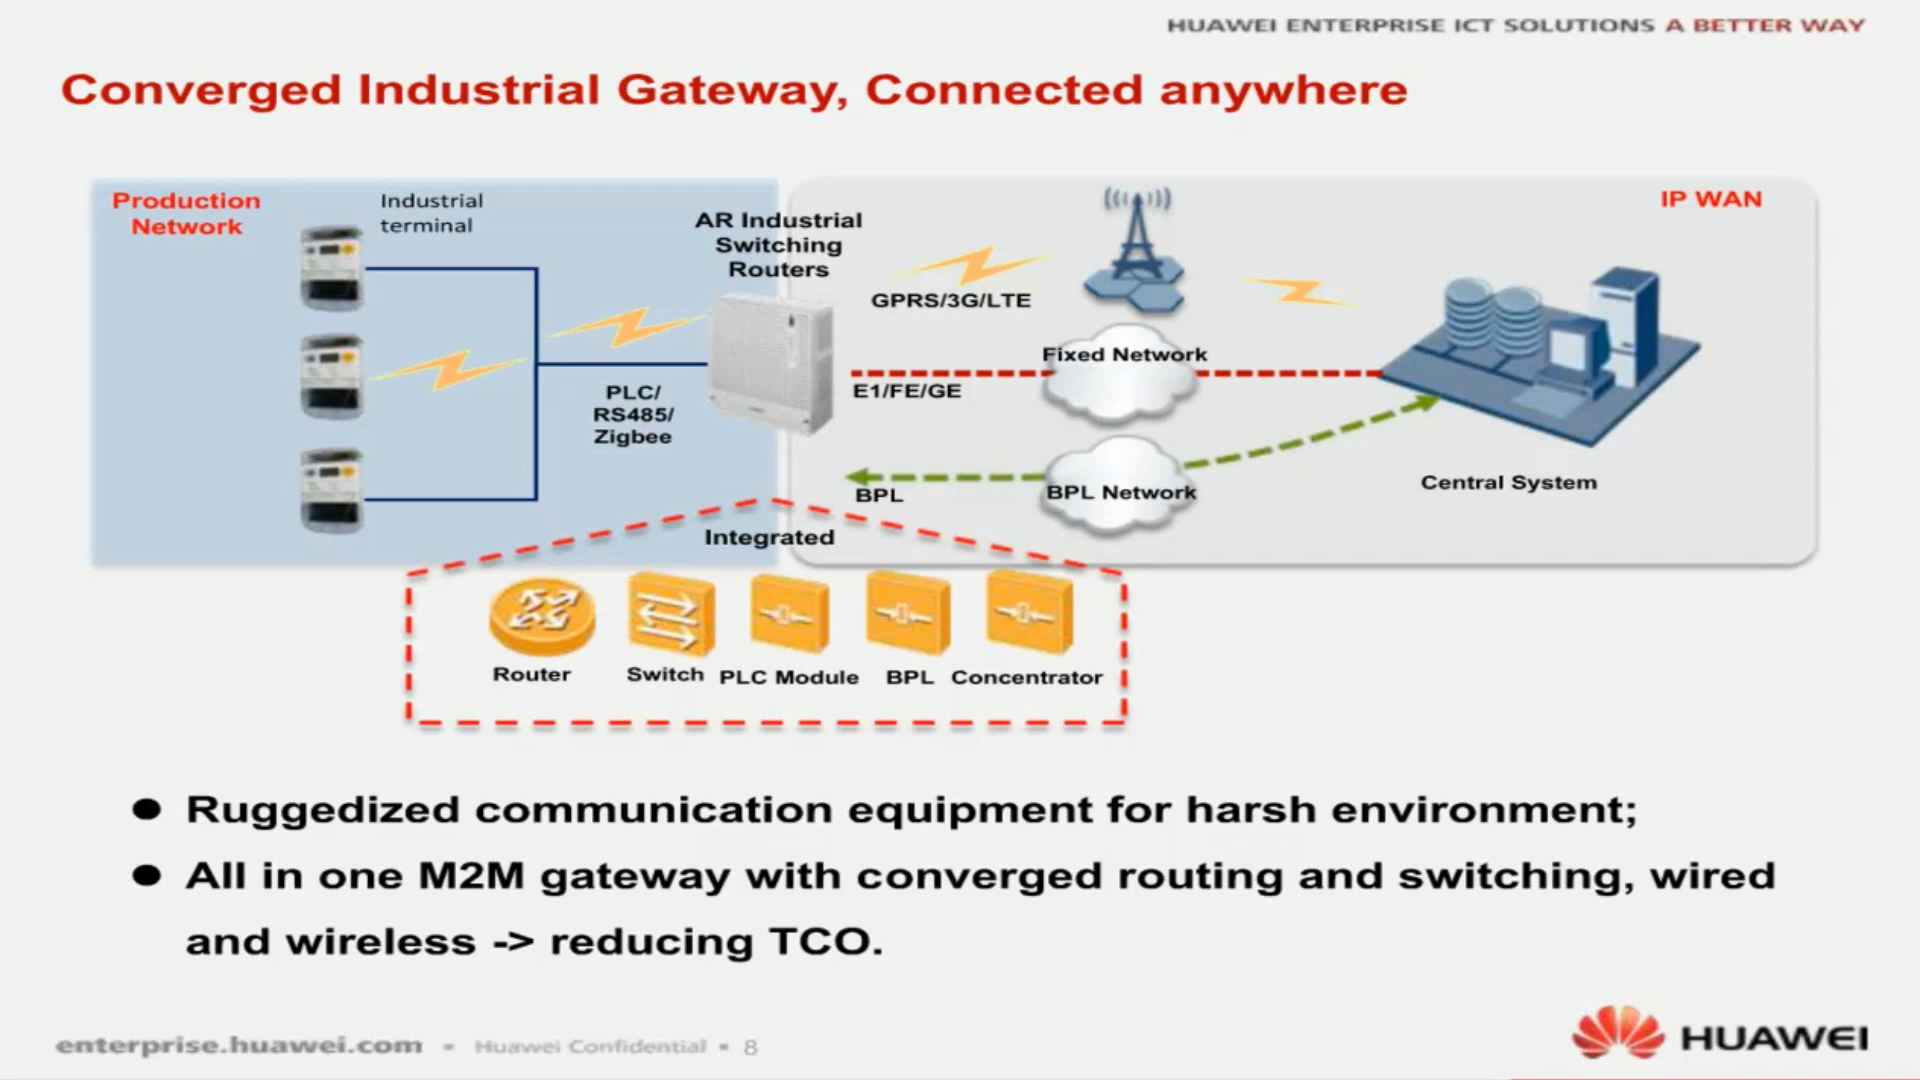 HUAWEI ENTERPRISE ICT SOLUTIONS A BETTER WAY
Converged Industrial Gateway, Connected anywhere
Production
Network
Industrial
terminal
AR Industrial
Switching
Routers
IP WAN
GPRS/3G/LTE
Fixed Network
E1/FE/GE
PLC/
RS485/
Zigbee
BPL
BPL Network
Central System
Integrated
Router
Switch
PLC Module
BPL
Concentrator
● Ruggedized communication equipment for harsh environment;
● All in one M2M gateway with converged routing and switching, wired
and wireless -> reducing TCO.
enterprise.huawei.com ▪ Huawei Confidential ▪ 8
HUAWEI